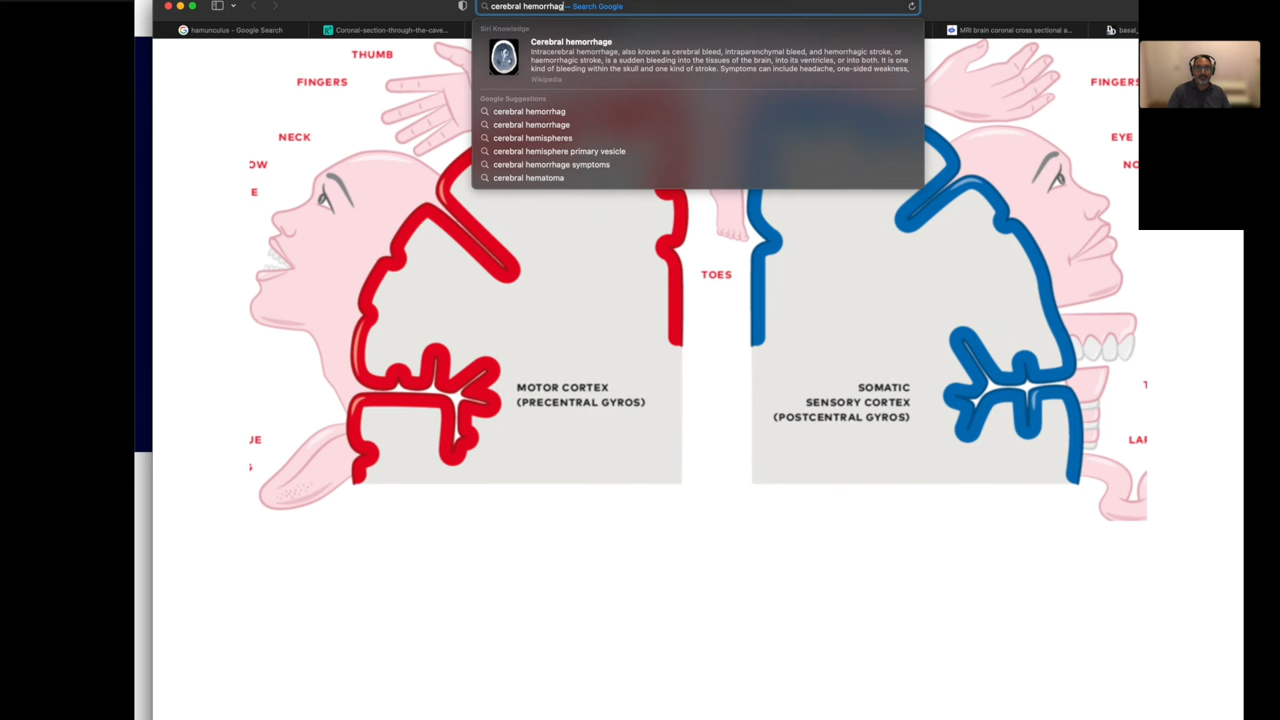 cerebral hemorrhag — Search Google
hamunculus - Google Search
Coronal-section-through-the-cave...
MRI brain coronal cross sectional a...
basal_
Siri Knowledge
Cerebral hemorrhage
Intracerebral hemorrhage, also known as cerebral bleed, intraparenchymal bleed, and hemorrhagic stroke, or
haemorrhagic stroke, is a sudden bleeding into the tissues of the brain, into its ventricles, or into both. It is one
kind of bleeding within the skull and one kind of stroke. Symptoms can include headache, one-sided weakness,
Wikipedia
Google Suggestions
cerebral hemorrhag
cerebral hemorrhage
cerebral hemispheres
cerebral hemisphere primary vesicle
cerebral hemorrhage symptoms
cerebral hematoma
THUMB
FINGERS
NECK
OW
E
UE
G
MOTOR CORTEX
(PRECENTRAL GYROS)
TOES
SOMATIC
SENSORY CORTEX
(POSTCENTRAL GYROS)
FINGERS
EYE
NO
T
LAR